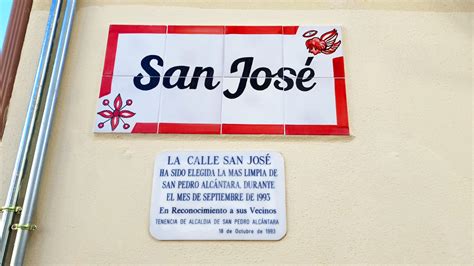 San José
LA CALLE SAN JOSÉ
HA SIDO ELEGIDA LA MAS LIMPIA DE
SAN PEDRO ALCÁNTARA, DURANTE
EL MES DE SEPTIEMBRE DE 1993
En Reconocimiento a sus Vecinos
TENENCIA DE ALCALDIA DE SAN PEDRO ALCÁNTARA
18 de Octubre de 1993